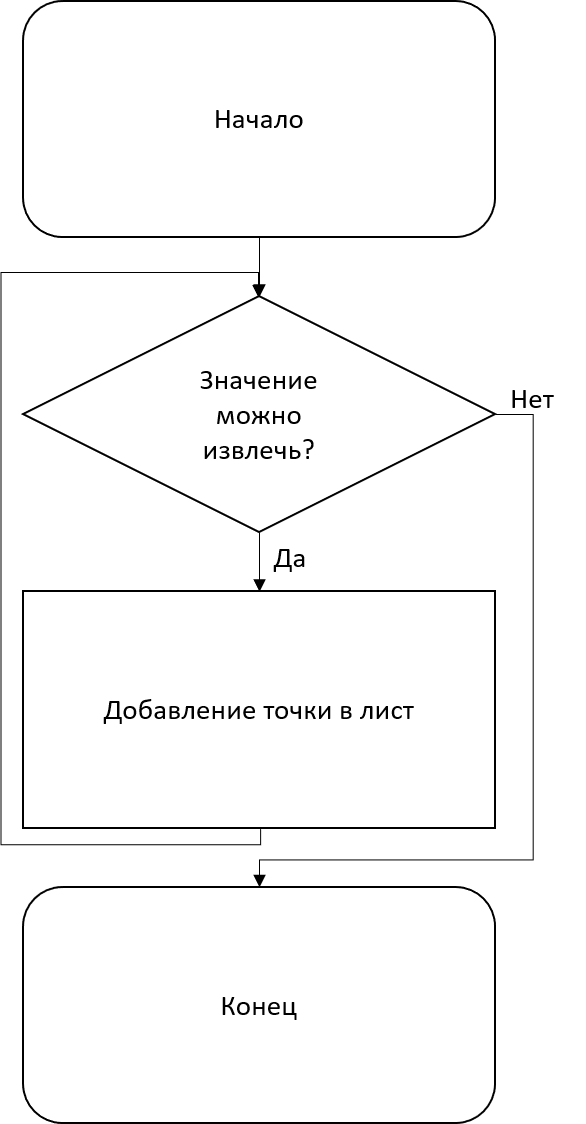 Начало
Значение
можно
извлечь?
Нет
Да
Добавление точки в лист
Конец